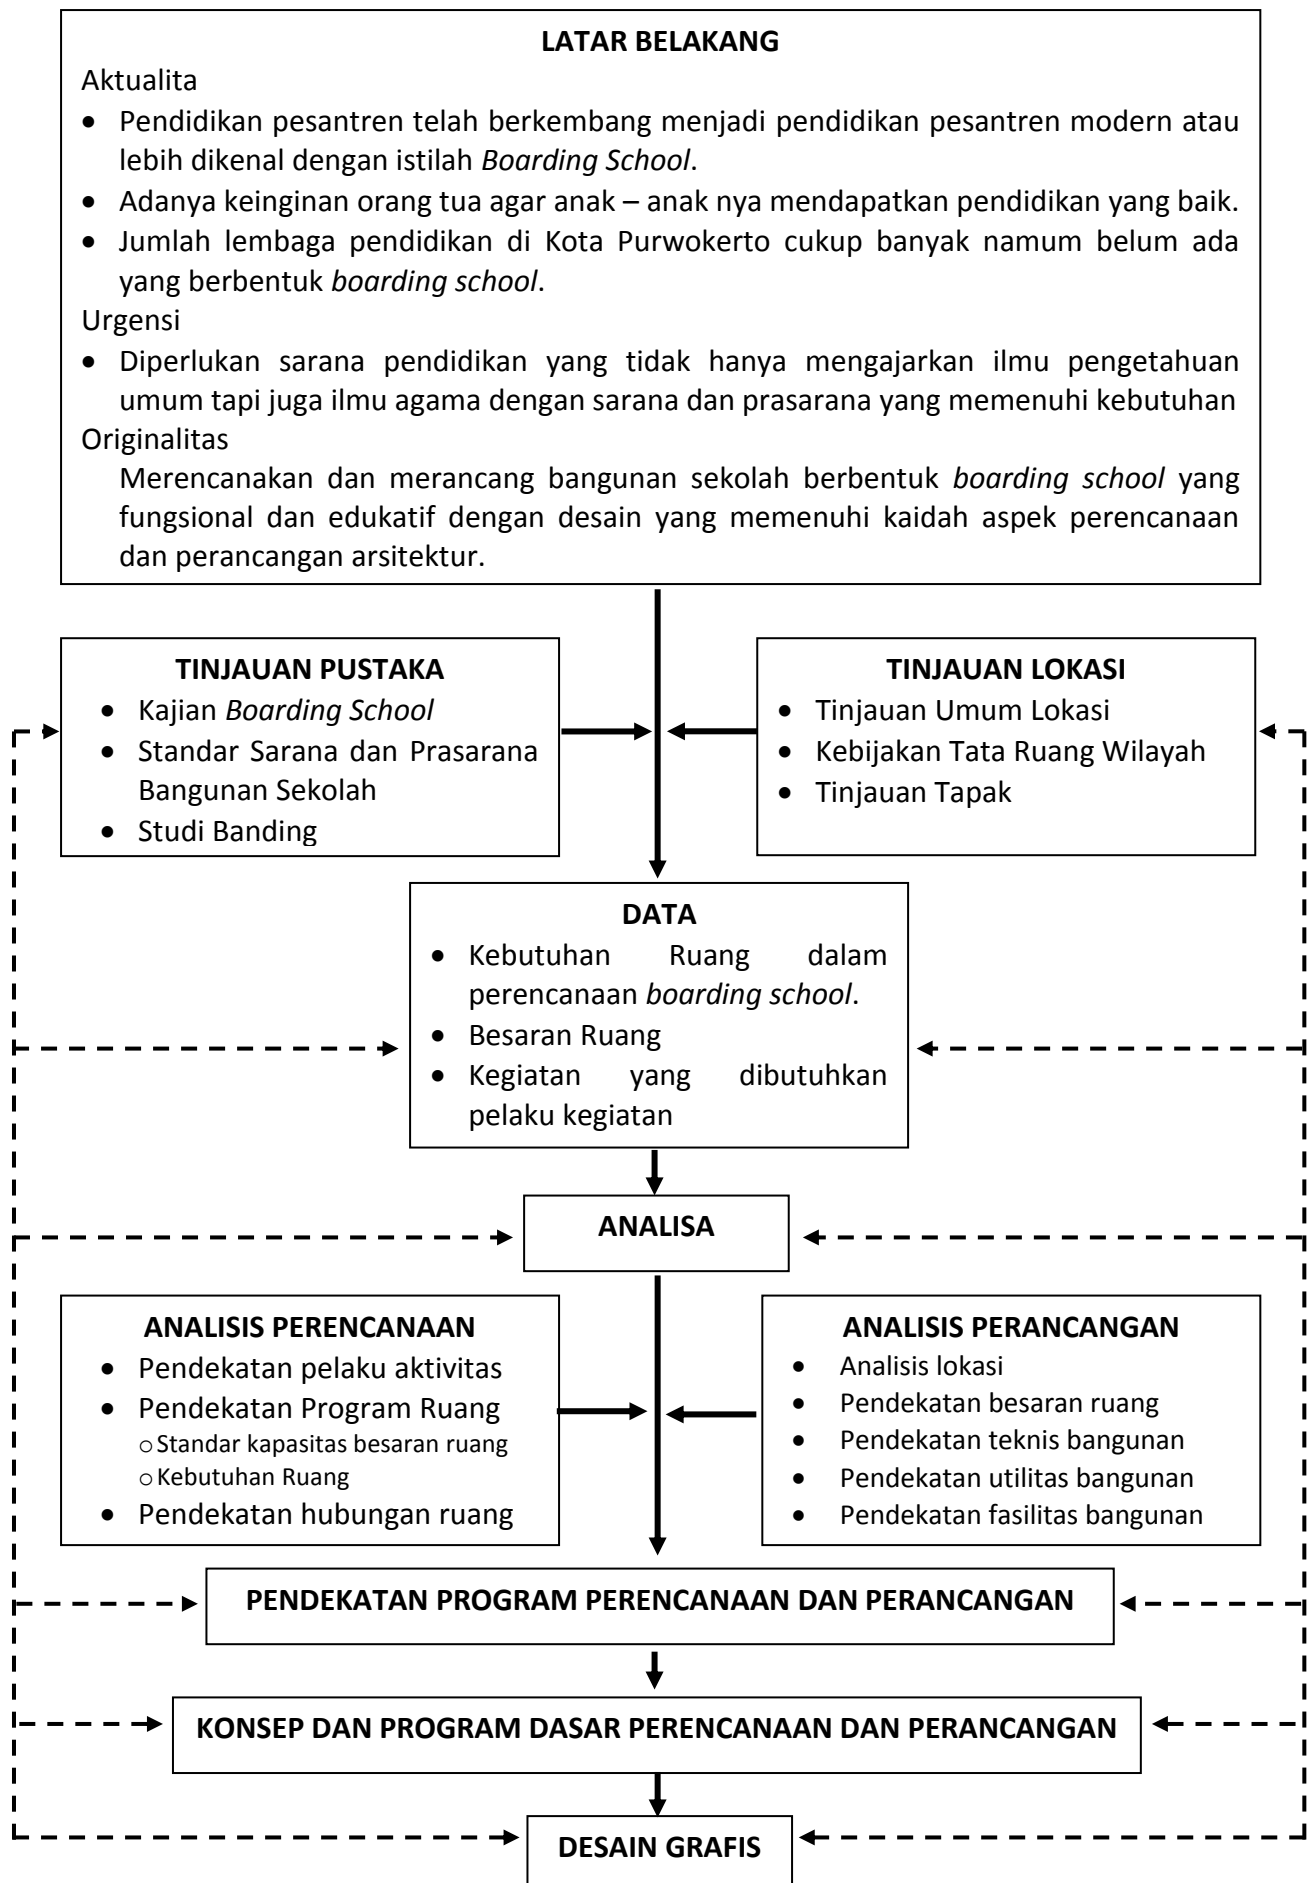 LATAR BELAKANG
Aktualita
• Pendidikan pesantren telah berkembang menjadi pendidikan pesantren modern atau
lebih dikenal dengan istilah Boarding School.
• Adanya keinginan orang tua agar anak – anak nya mendapatkan pendidikan yang baik.
• Jumlah lembaga pendidikan di Kota Purwokerto cukup banyak namum belum ada
yang berbentuk boarding school.
Urgensi
• Diperlukan sarana pendidikan yang tidak hanya mengajarkan ilmu pengetahuan
umum tapi juga ilmu agama dengan sarana dan prasarana yang memenuhi kebutuhan
Originalitas
Merencanakan dan merancang bangunan sekolah berbentuk boarding school yang
fungsional dan edukatif dengan desain yang memenuhi kaidah aspek perencanaan
dan perancangan arsitektur.
TINJAUAN PUSTAKA
• Kajian Boarding School
• Standar Sarana dan Prasarana
Bangunan Sekolah
• Studi Banding
TINJAUAN LOKASI
• Tinjauan Umum Lokasi
• Kebijakan Tata Ruang Wilayah
• Tinjauan Tapak
DATA
• Kebutuhan Ruang dalam
perencanaan boarding school.
• Besaran Ruang
• Kegiatan yang dibutuhkan
pelaku kegiatan
ANALISA
ANALISIS PERENCANAAN
• Pendekatan pelaku aktivitas
• Pendekatan Program Ruang
o Standar kapasitas besaran ruang
o Kebutuhan Ruang
• Pendekatan hubungan ruang
ANALISIS PERANCANGAN
• Analisis lokasi
• Pendekatan besaran ruang
• Pendekatan teknis bangunan
• Pendekatan utilitas bangunan
• Pendekatan fasilitas bangunan
PENDEKATAN PROGRAM PERENCANAAN DAN PERANCANGAN
KONSEP DAN PROGRAM DASAR PERENCANAAN DAN PERANCANGAN
DESAIN GRAFIS